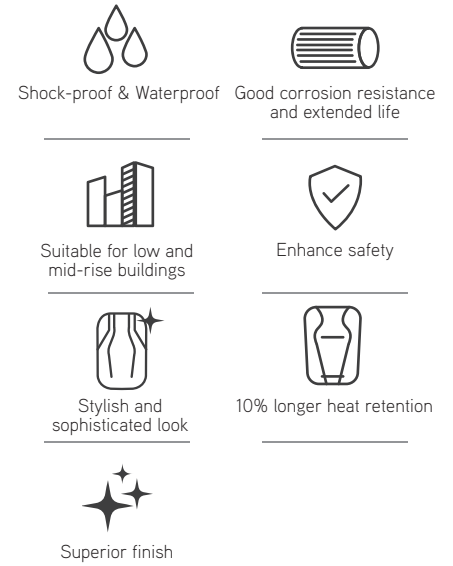 Shock-proof & Waterproof
Good corrosion resistance
and extended life
Suitable for low and
mid-rise buildings
Enhance safety
Stylish and
sophisticated look
10% longer heat retention
Superior finish